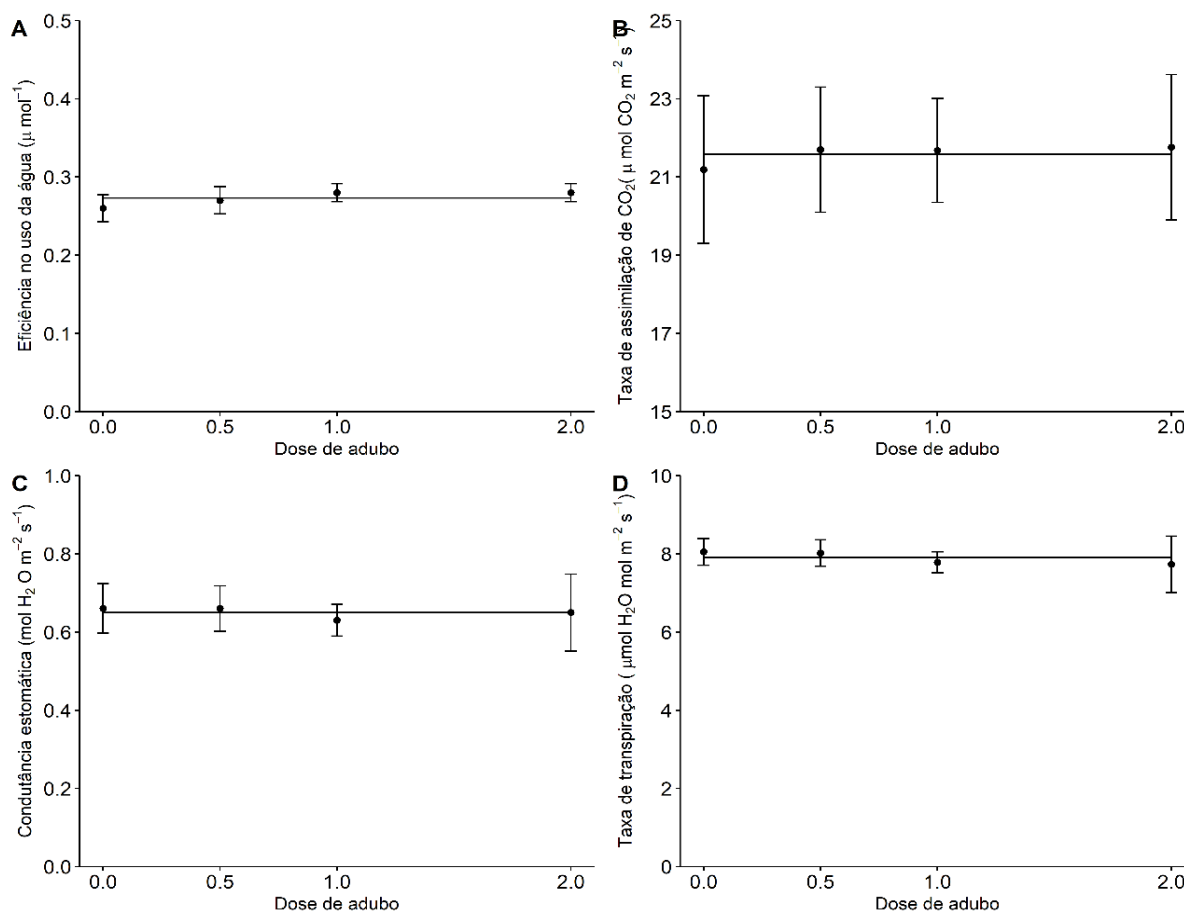 A
Eficiência no uso da água (μ mol⁻¹)
0.5
0.4
0.3
0.2
0.1
0.0
0.0 0.5 1.0 2.0
Dose de adubo
B
Taxa de assimilação de CO₂( μ mol CO₂ m⁻² s⁻¹)
25
23
21
19
17
15
0.0 0.5 1.0 2.0
Dose de adubo
C
Condutância estomática (mol H₂ O m⁻² s⁻¹)
1.0
0.8
0.6
0.4
0.2
0.0
0.0 0.5 1.0 2.0
Dose de adubo
D
Taxa de transpiração ( μmol H₂O mol m⁻² s⁻¹)
10
8
6
4
2
0
0.0 0.5 1.0 2.0
Dose de adubo